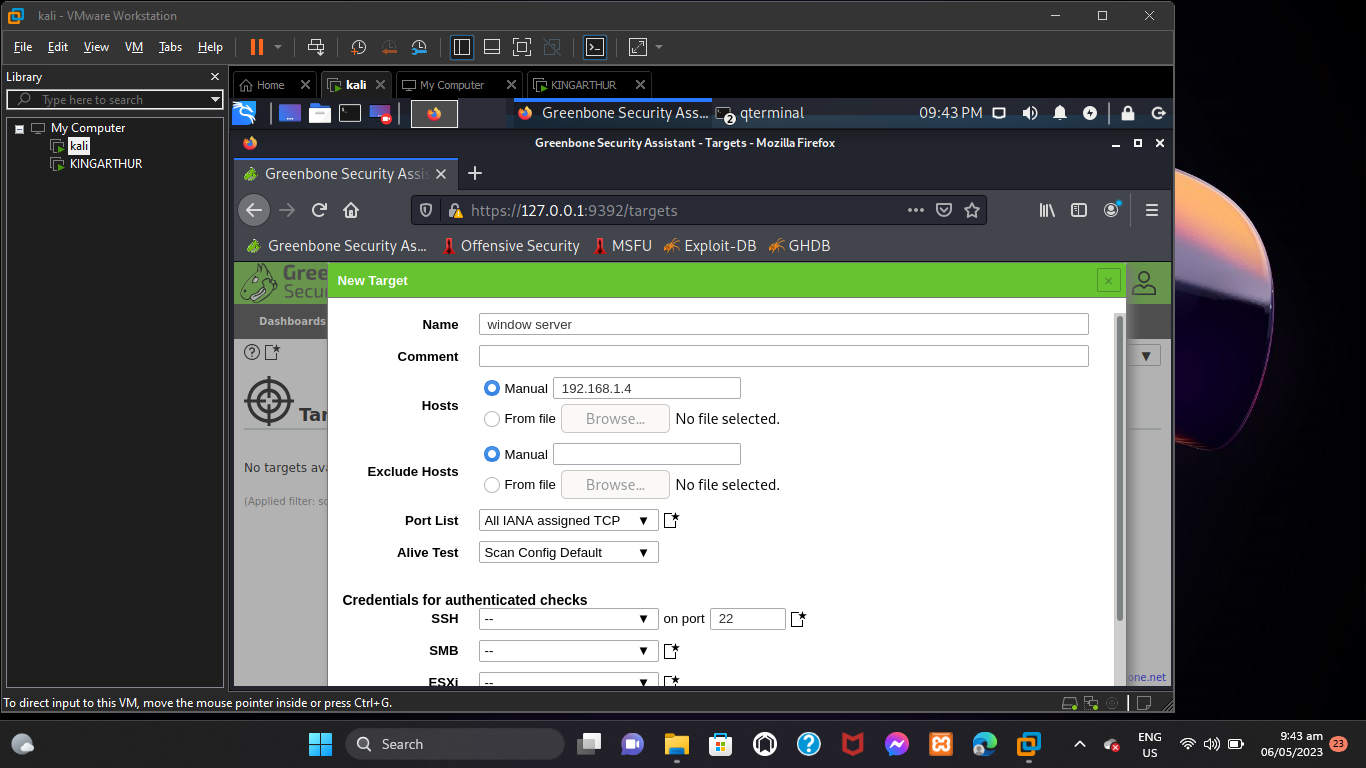 kali - VMware Workstation
File Edit View VM Tabs Help
Library
Type here to search
My Computer
kali
KINGARTHUR
Home kali My Computer KINGARTHUR
Greenbone Security Ass... 2 qterminal 09:43 PM
Greenbone Security Assistant - Targets - Mozilla Firefox
Greenbone Security Assis
https://127.0.0.1:9392/targets
Greenbone Security As... Offensive Security MSFU Exploit-DB GHDB
Gree
Secur
Dashboards
Tar
No targets ava
(Applied filter: so
New Target
Name window server
Comment
Hosts
Manual 192.168.1.4
From file Browse... No file selected.
Exclude Hosts
Manual
From file Browse... No file selected.
Port List All IANA assigned TCP
Alive Test Scan Config Default
Credentials for authenticated checks
SSH -- on port 22
SMB --
ESXi --
one.net
To direct input to this VM, move the mouse pointer inside or press Ctrl+G.
Search
ENG
US
9:43 am
06/05/2023
23